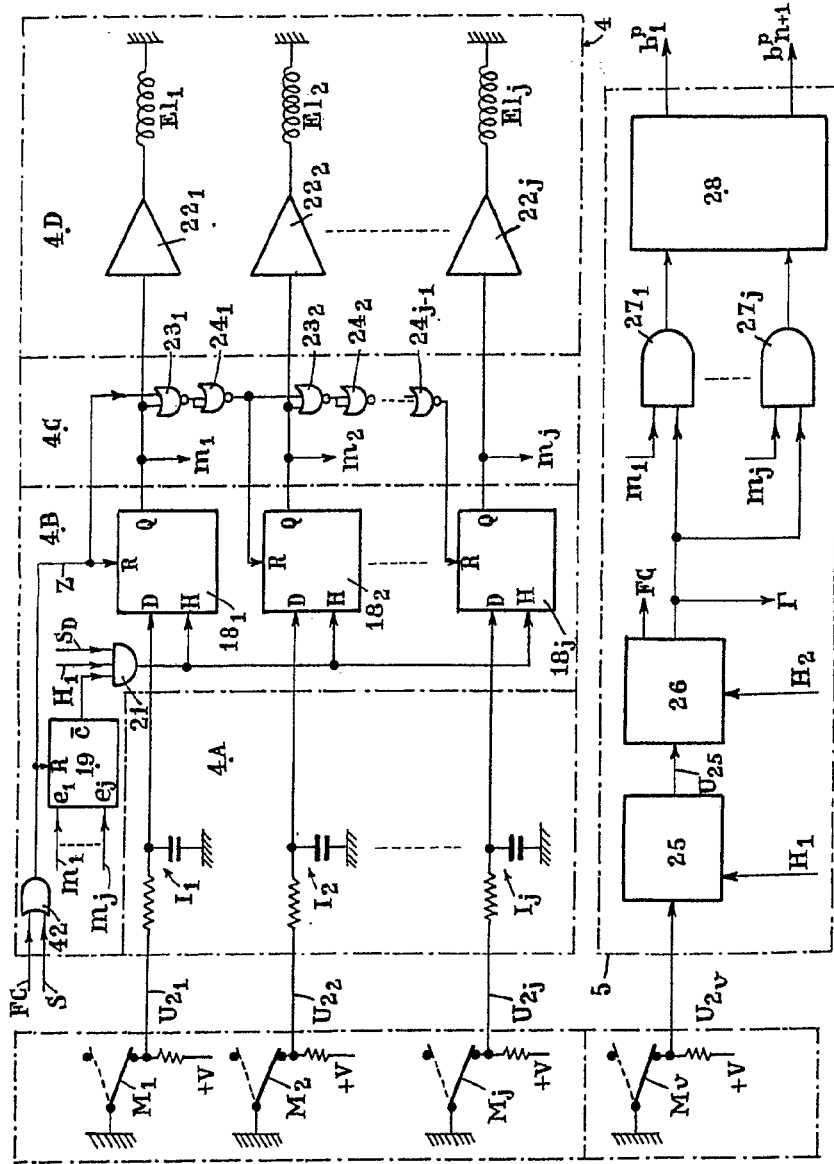 4D
El₁
22₁
El₂
22₂
Elⱼ
22ⱼ
4
4C
23₁
24₁
23₂
24₂
24ⱼ₋₁
m₁
m₂
mⱼ
4B
Z
R
Q
D
H
18₁
R
Q
D
H
18₂
R
Q
D
H
18ⱼ
S_D
H₁
21
C̅
R
19
e₁
eⱼ
m₁
mⱼ
42
FC
S
4A
I₁
I₂
Iⱼ
U2₁
U2₂
U2ⱼ
M₁
+V
M₂
+V
Mⱼ
+V
Mv
+V
U2v
5
25
H₁
U25
26
H₂
FC
Γ
m₁
mⱼ
27₁
27ⱼ
28
b₁ᵖ
bₙ₊₁ᵖ